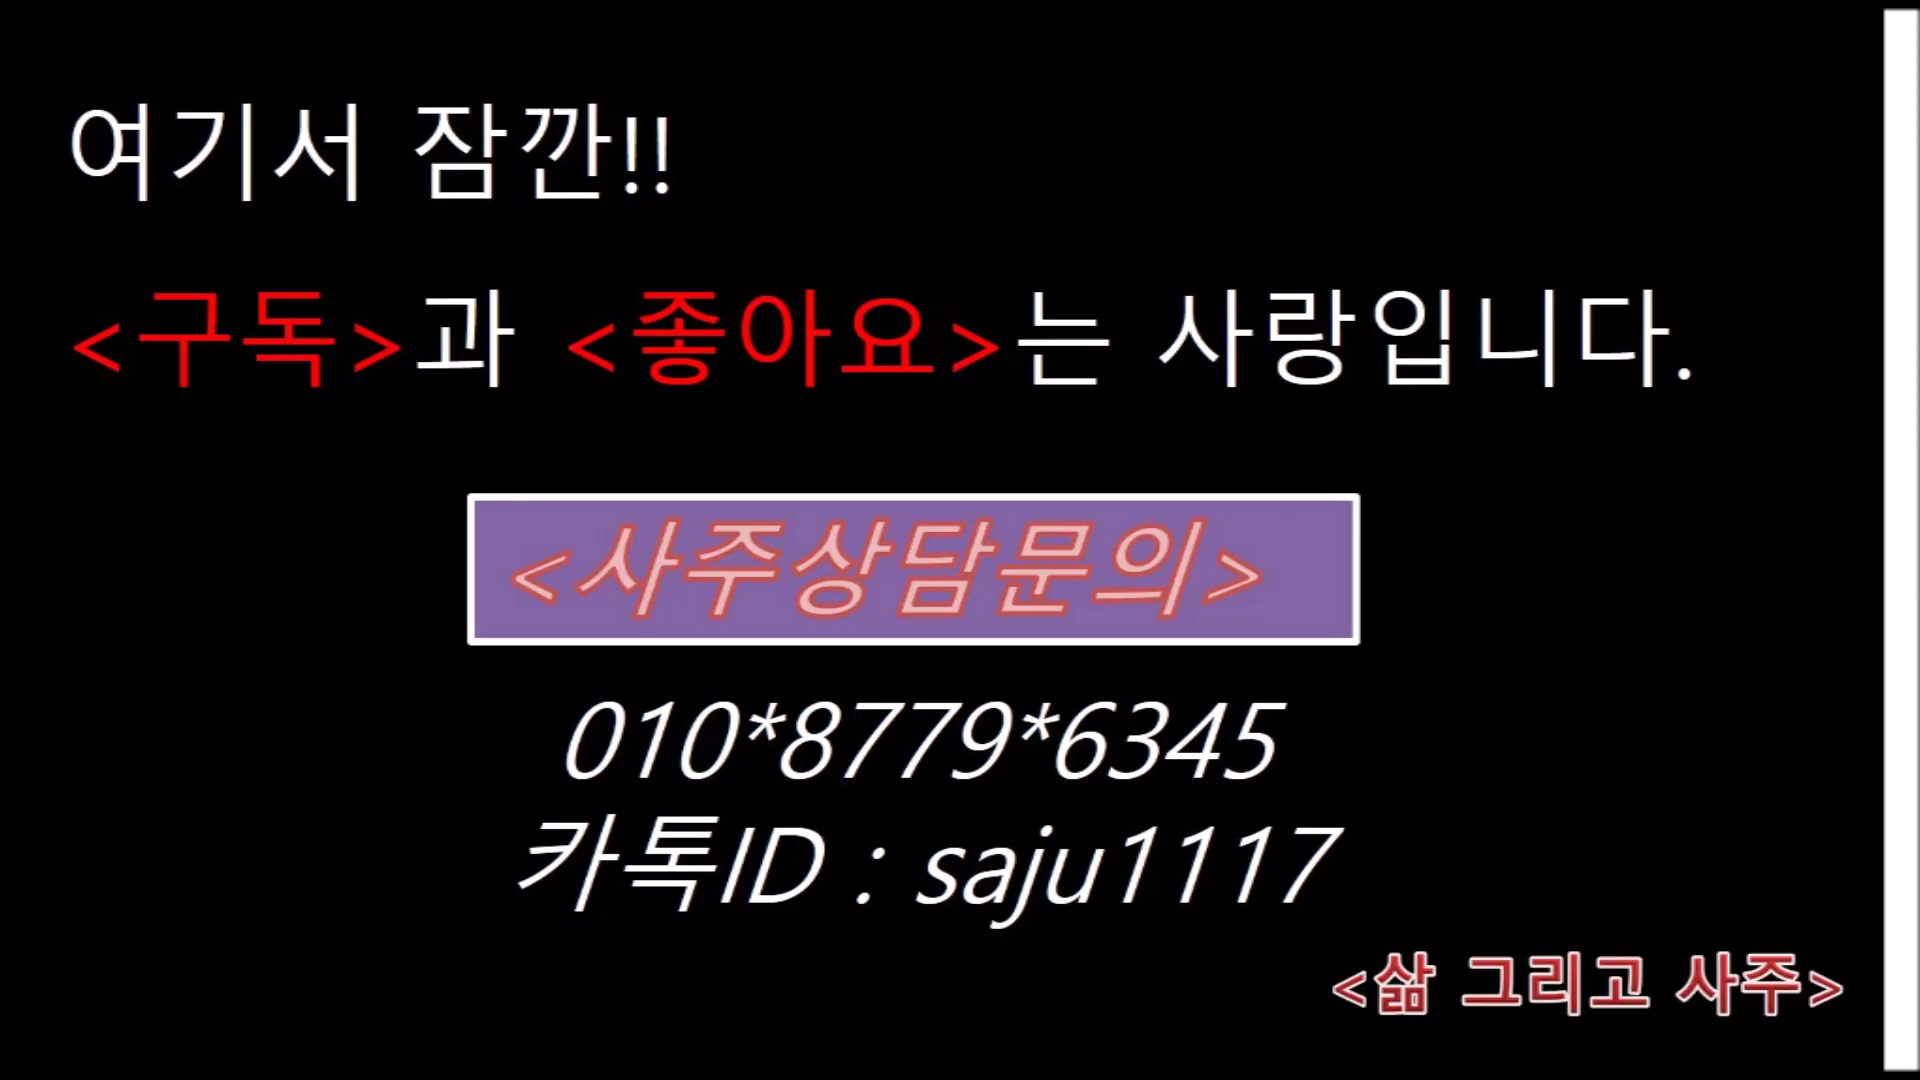 여기서 잠깐!!
<구독>과 <좋아요>는 사랑입니다.
<사주상담문의>
010*8779*6345
카톡ID : saju1117
<삶 그리고 사주>